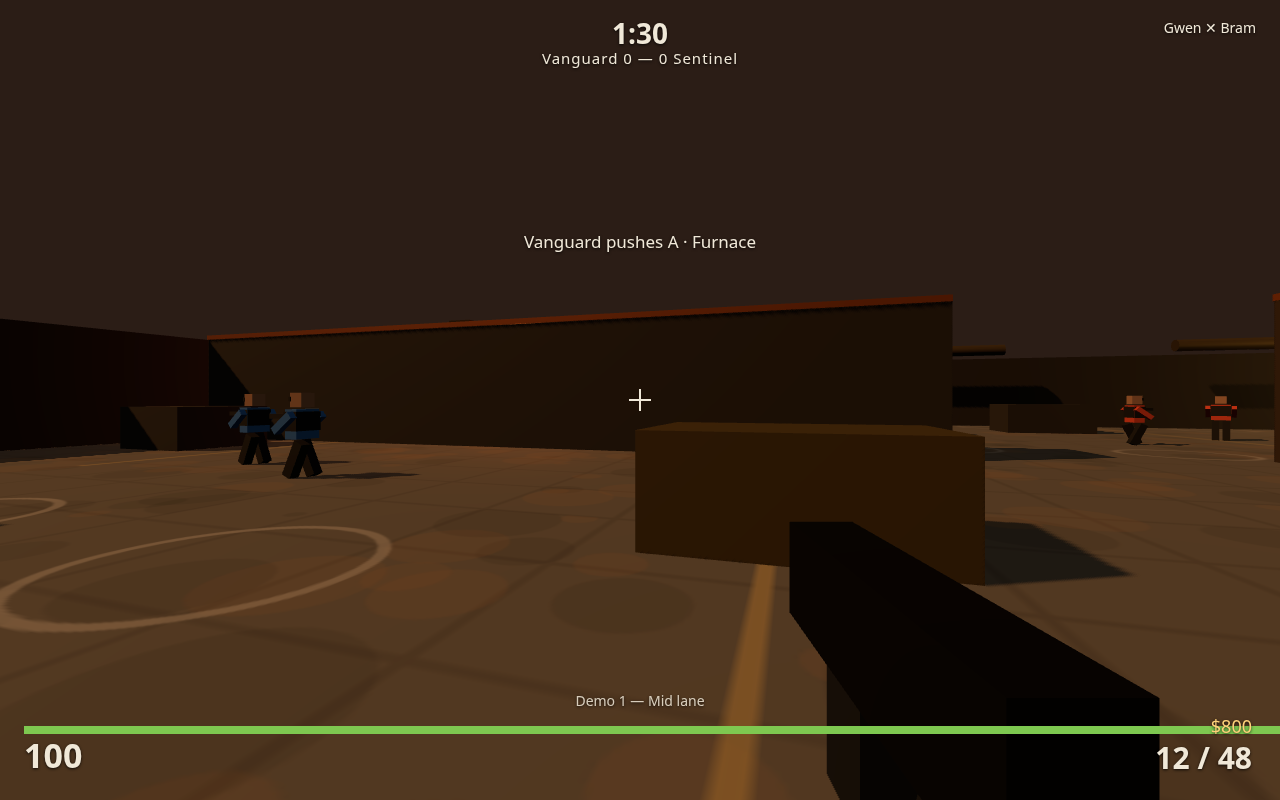 1:30
Vanguard 0 — 0 Sentinel
Gwen ✕ Bram
Vanguard pushes A · Furnace
Demo 1 — Mid lane
$800
100
12 / 48